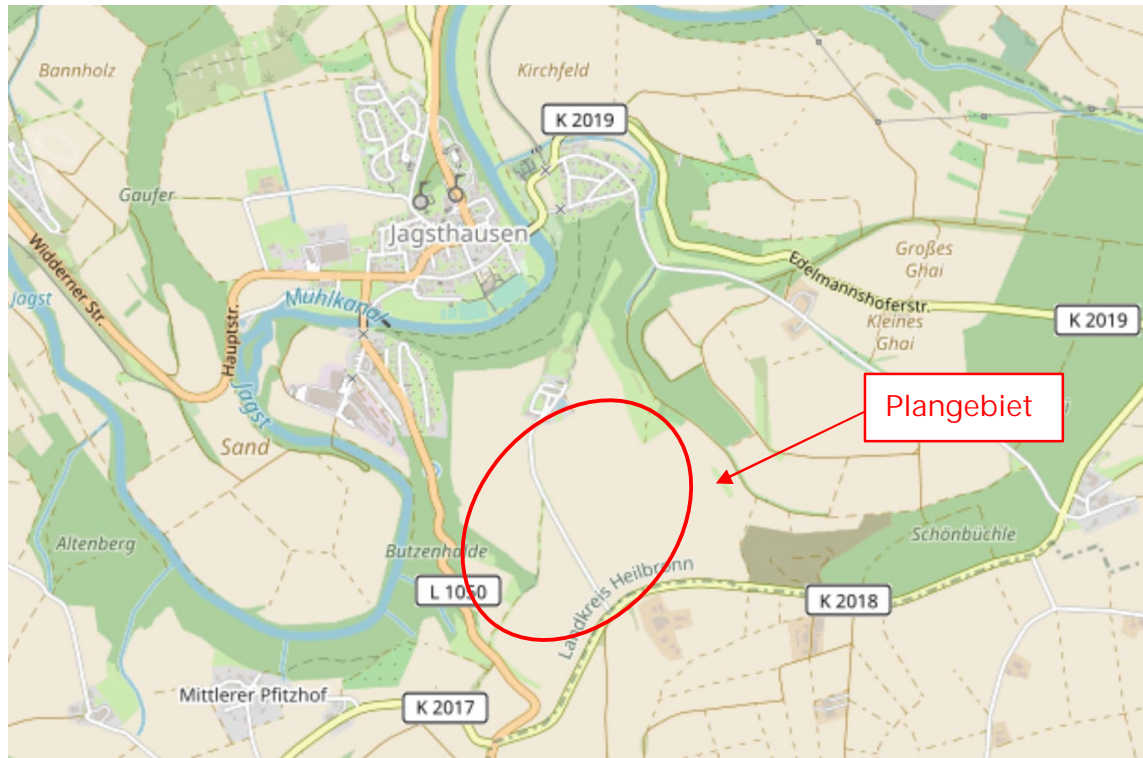 Bannholz
Kirchfeld
K 2019
Gaufer
Jagsthausen
Großes
Ghai
Widderner Str.
Edelmannshoferstr.
Jagst
Mühlkanal
K 2019
Kleines
Ghai
Hauptstr.
Jagst
Plangebiet
Sand
Altenberg
Butzenhalde
Schönbüchle
L 1050
Landkreis Heilbronn
K 2018
Mittlerer Pfitzhof
K 2017